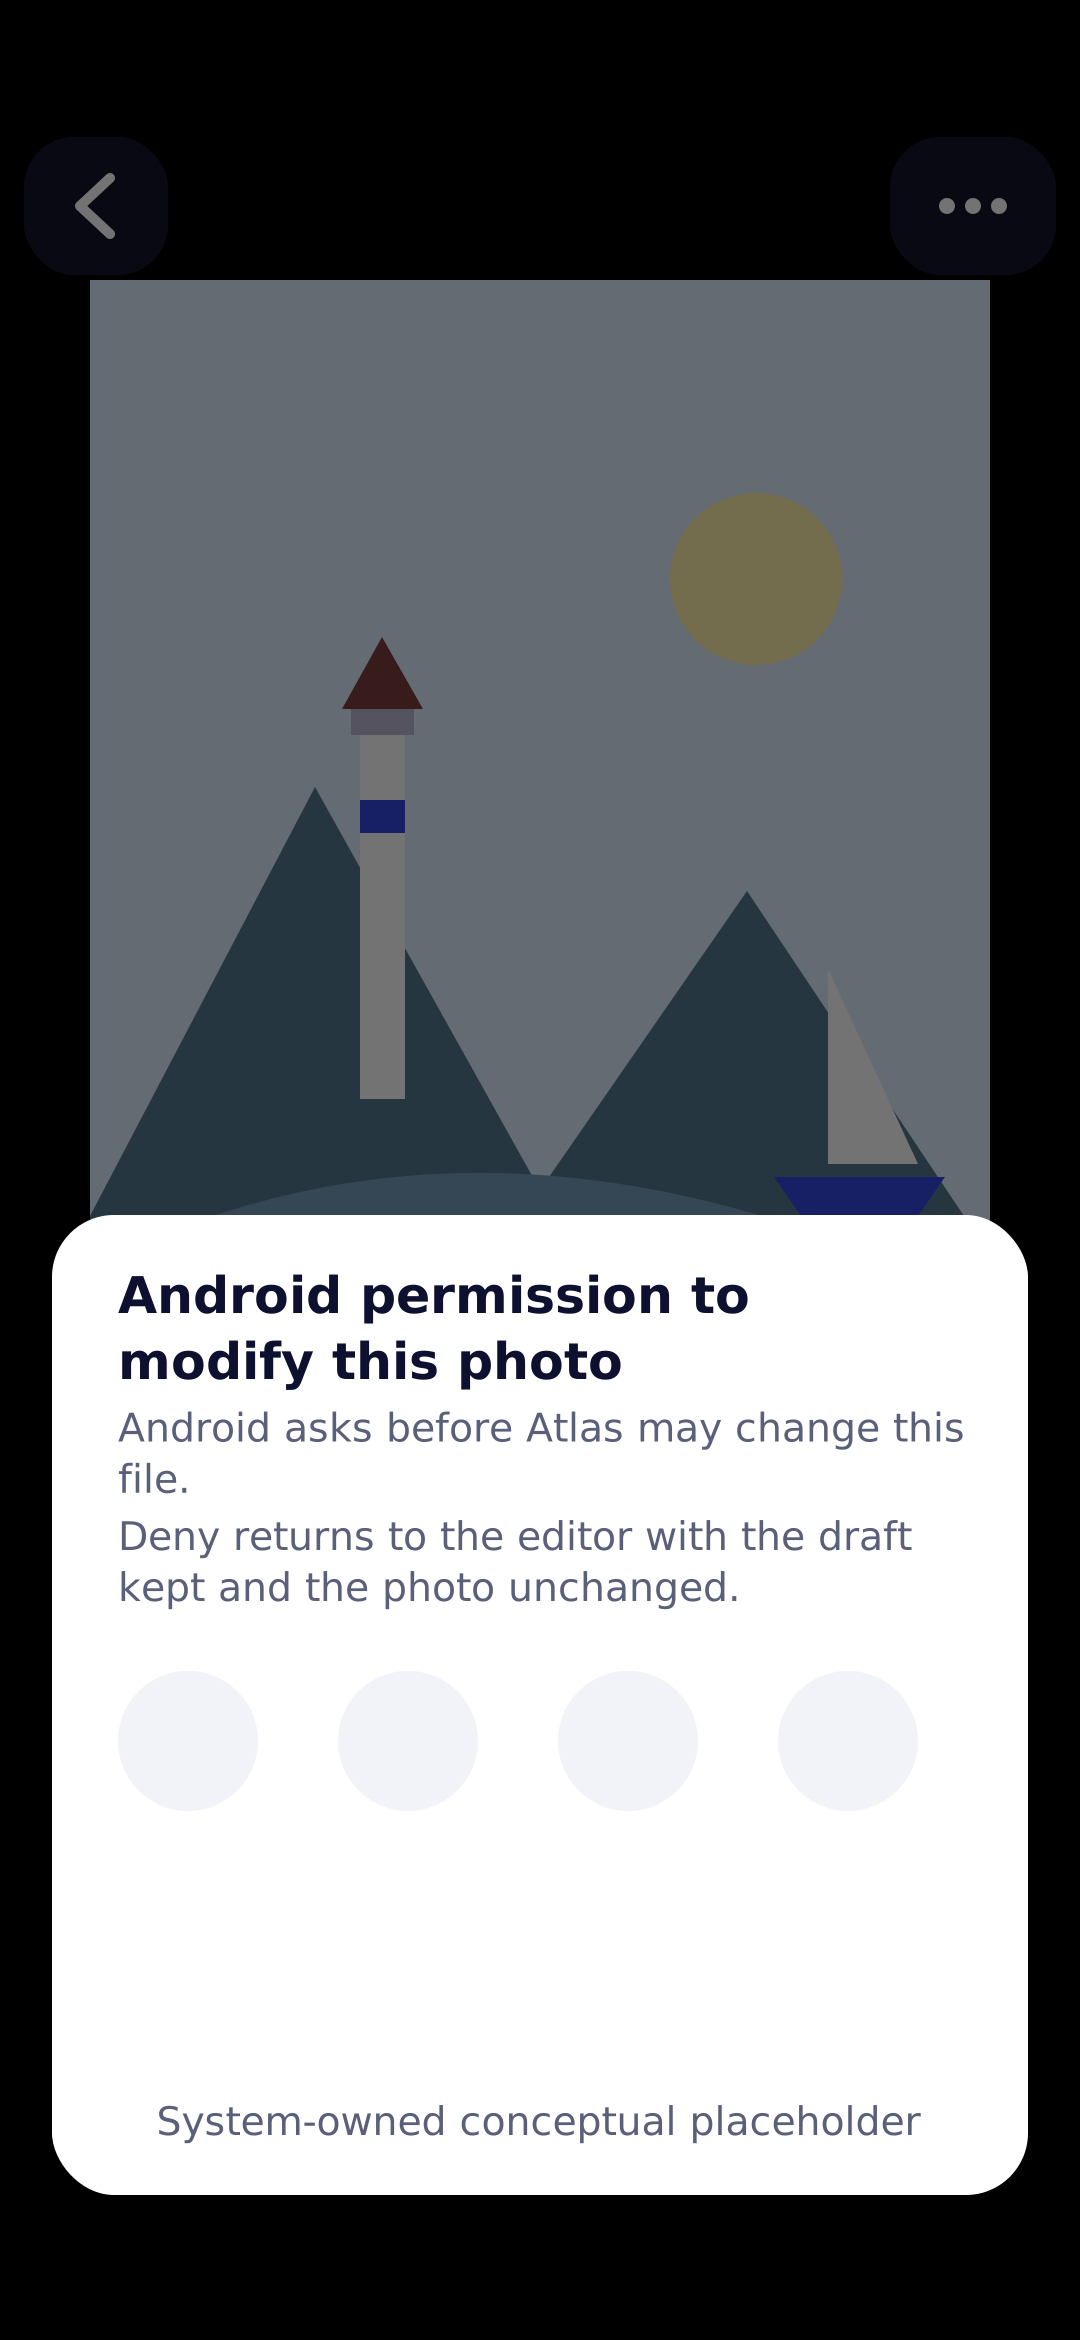 Android permission to
modify this photo
Android asks before Atlas may change this
file.
Deny returns to the editor with the draft
kept and the photo unchanged.
System-owned conceptual placeholder